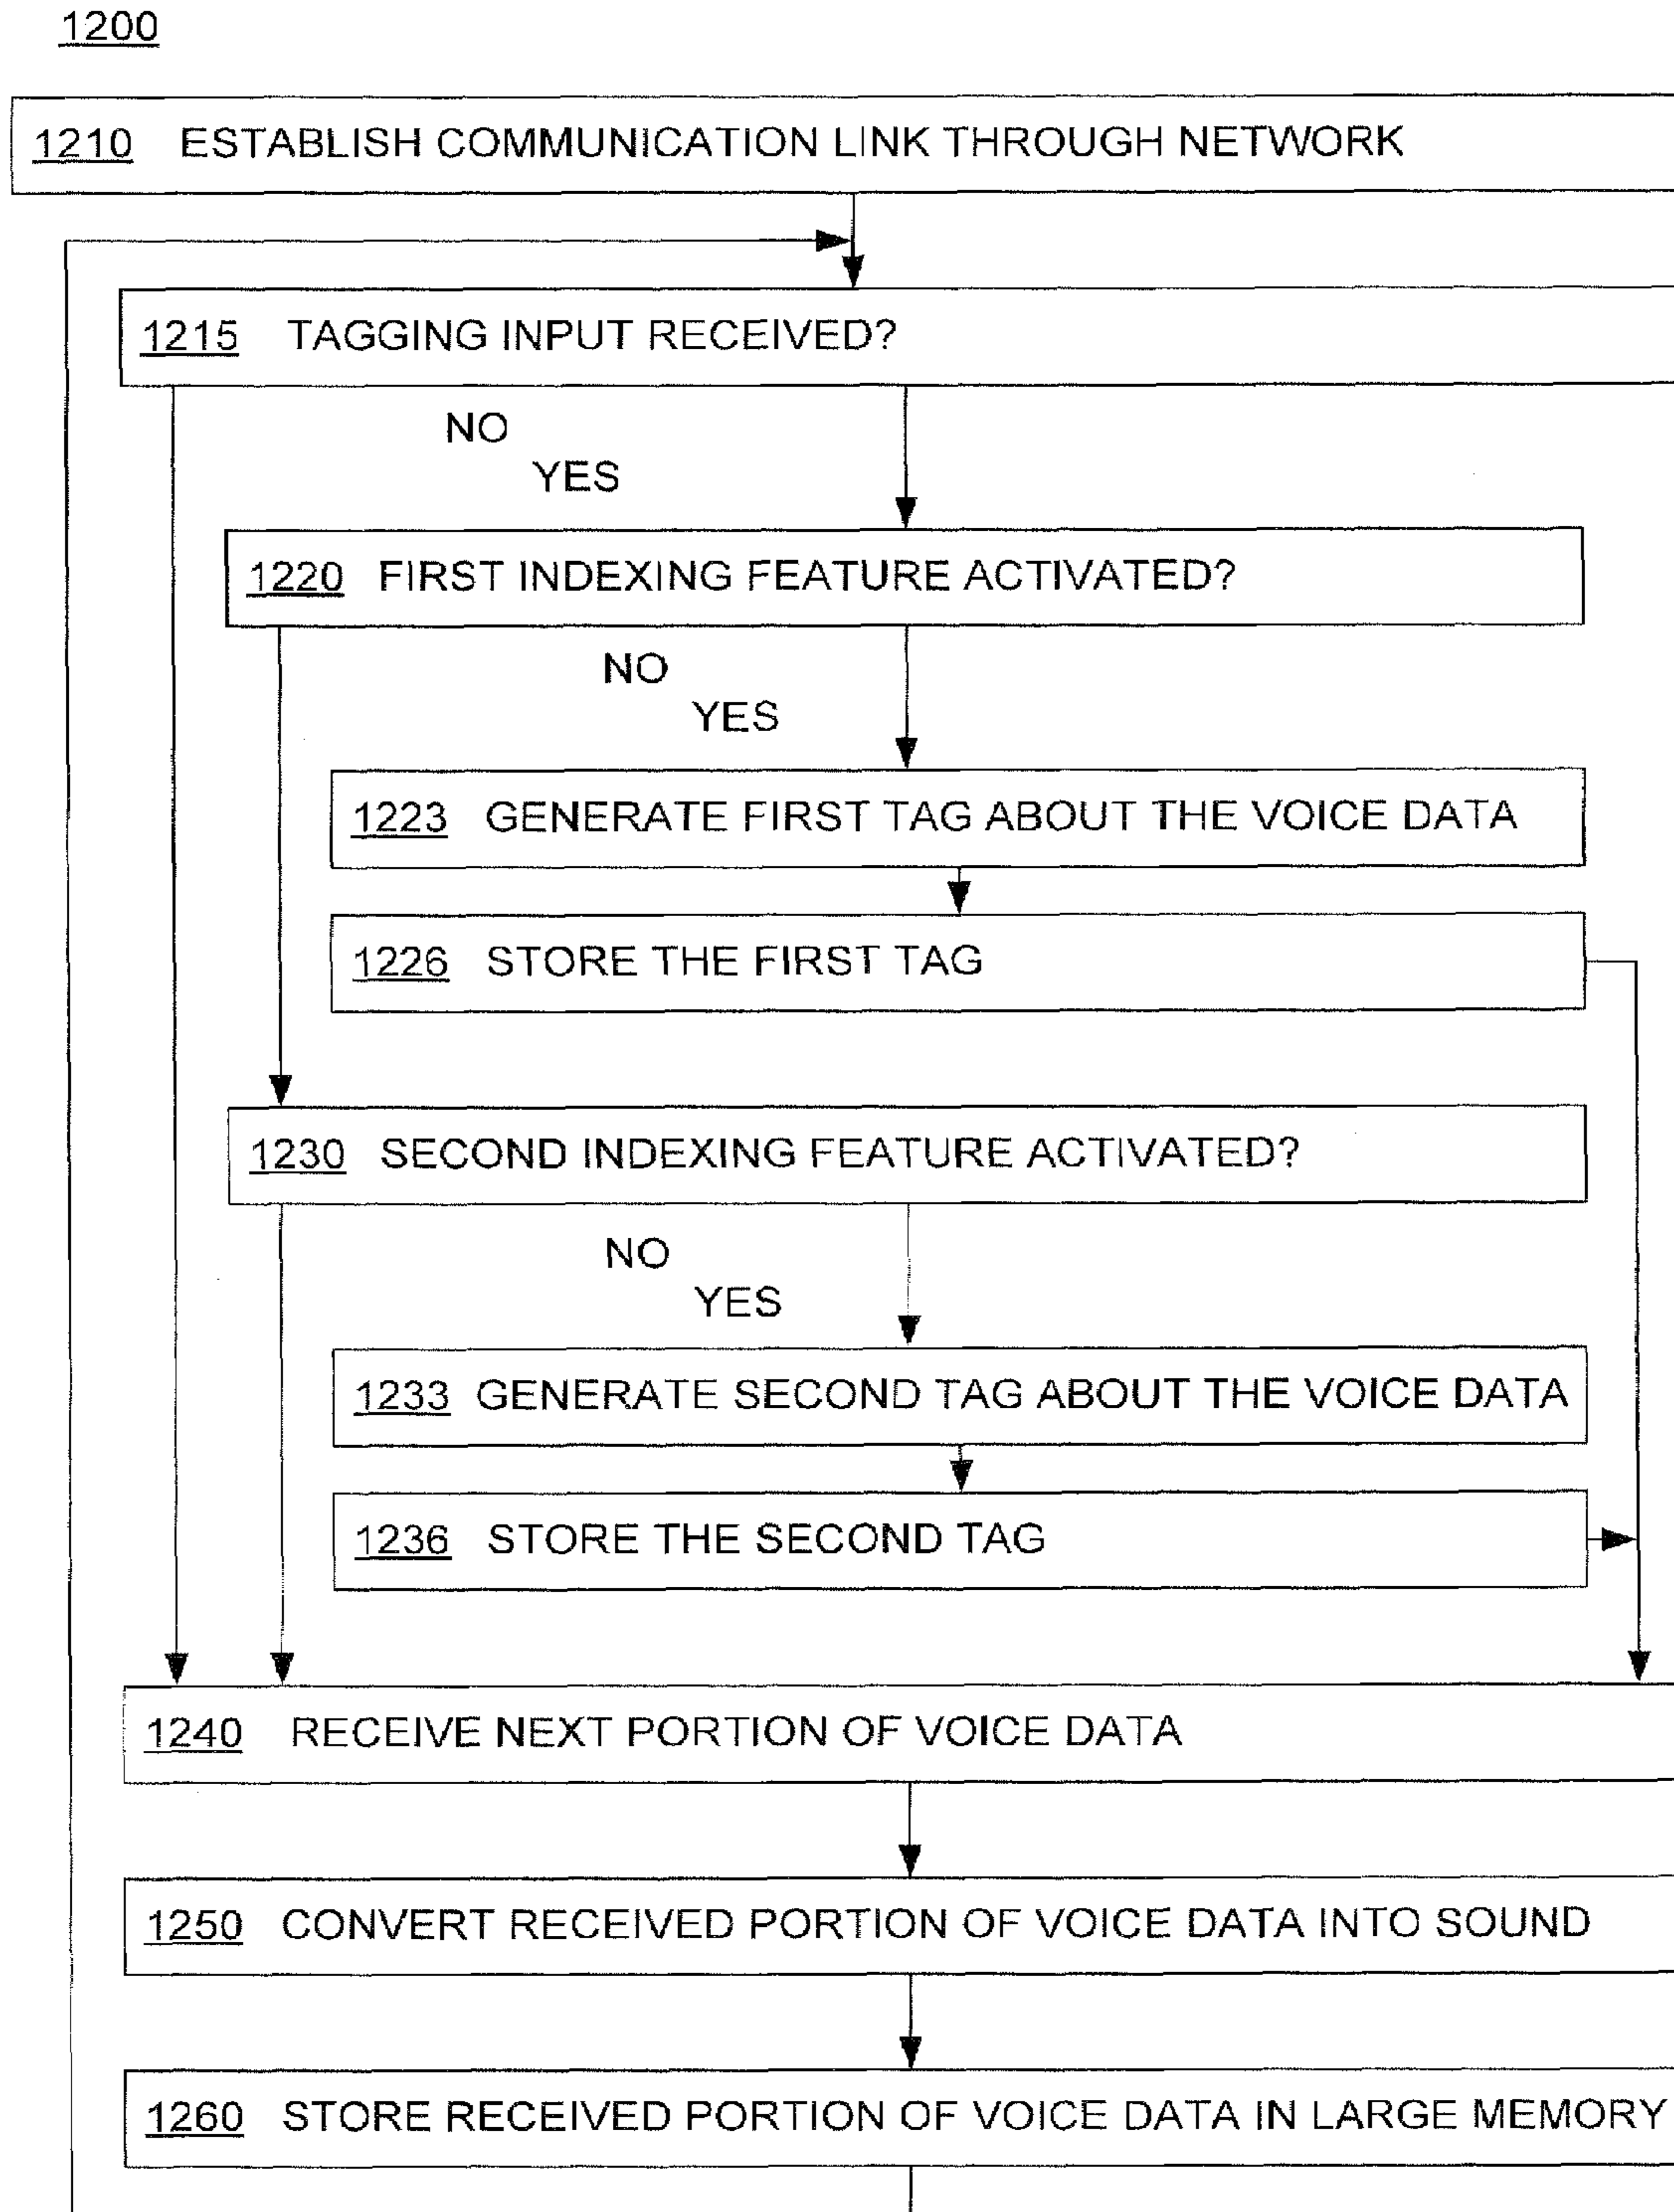 1200
1210 ESTABLISH COMMUNICATION LINK THROUGH NETWORK
1215 TAGGING INPUT RECEIVED?
NO
YES
1220 FIRST INDEXING FEATURE ACTIVATED?
NO
YES
1223 GENERATE FIRST TAG ABOUT THE VOICE DATA
1226 STORE THE FIRST TAG
1230 SECOND INDEXING FEATURE ACTIVATED?
NO
YES
1233 GENERATE SECOND TAG ABOUT THE VOICE DATA
1236 STORE THE SECOND TAG
1240 RECEIVE NEXT PORTION OF VOICE DATA
1250 CONVERT RECEIVED PORTION OF VOICE DATA INTO SOUND
1260 STORE RECEIVED PORTION OF VOICE DATA IN LARGE MEMORY